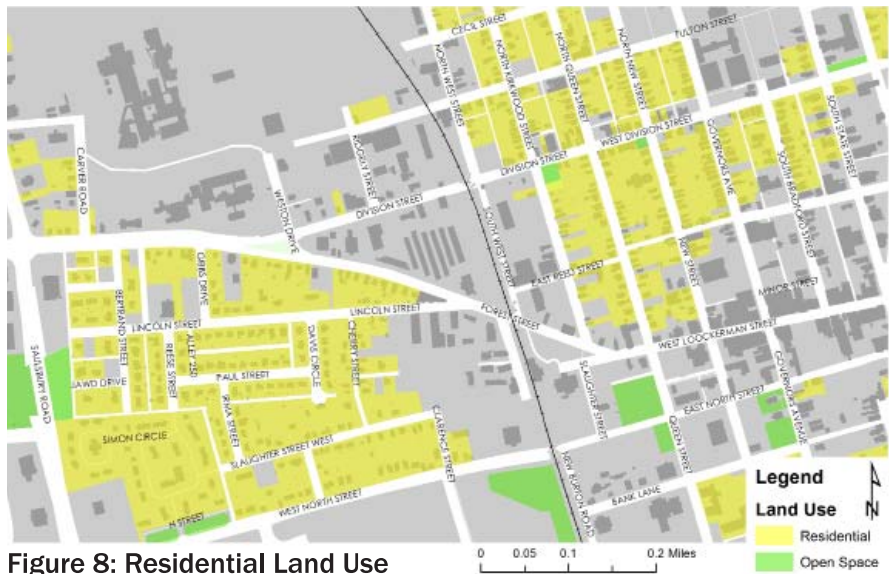 CECIL STREET
FULTON STREET
NORTH WEST STREET
NORTH KIRKWOOD STREET
NORTH QUEEN STREET
NORTH NEW STREET
CARVER ROAD
RIDGELY STREET
DIVISION STREET
WEST DIVISION STREET
GOVERNORS AVE
SOUTH BRADFORD STREET
SOUTH STATE STREET
WESTON DRIVE
DIVISION STREET
SOUTH WEST STREET
EAST REED STREET
NEW STREET
MINOR STREET
GIBBS DRIVE
BERTRAND STREET
LINCOLN STREET
LINCOLN STREET
FOREST STREET
WEST LOOCKERMAN STREET
SAULSBURY ROAD
REESE STREET
ALLEY 250
DAVIS CIRCLE
CHERRY STREET
PAUL STREET
IRMA STREET
SLAUGHTER STREET
GOVERNORS AVENUE
EAST NORTH STREET
SIMON CIRCLE
SLAUGHTER STREET WEST
CLARENCE STREET
QUEEN STREET
NEW BURTON ROAD
WEST NORTH STREET
N STREET
BANK LANE
Legend
N
Land Use
Residential
Open Space
Figure 8: Residential Land Use
0 0.05 0.1 0.2 Miles